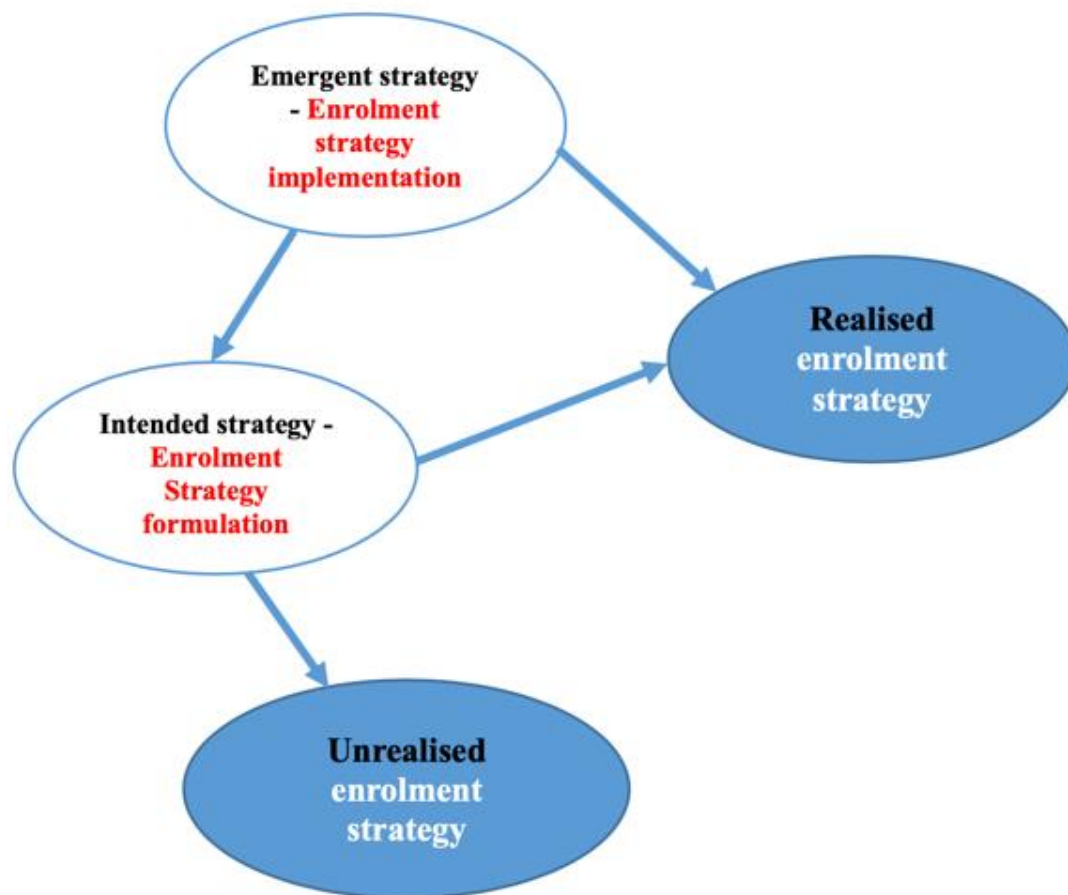 Emergent strategy
- Enrolment
strategy
implementation
Realised
enrolment
strategy
Intended strategy -
Enrolment
Strategy
formulation
Unrealised
enrolment
strategy